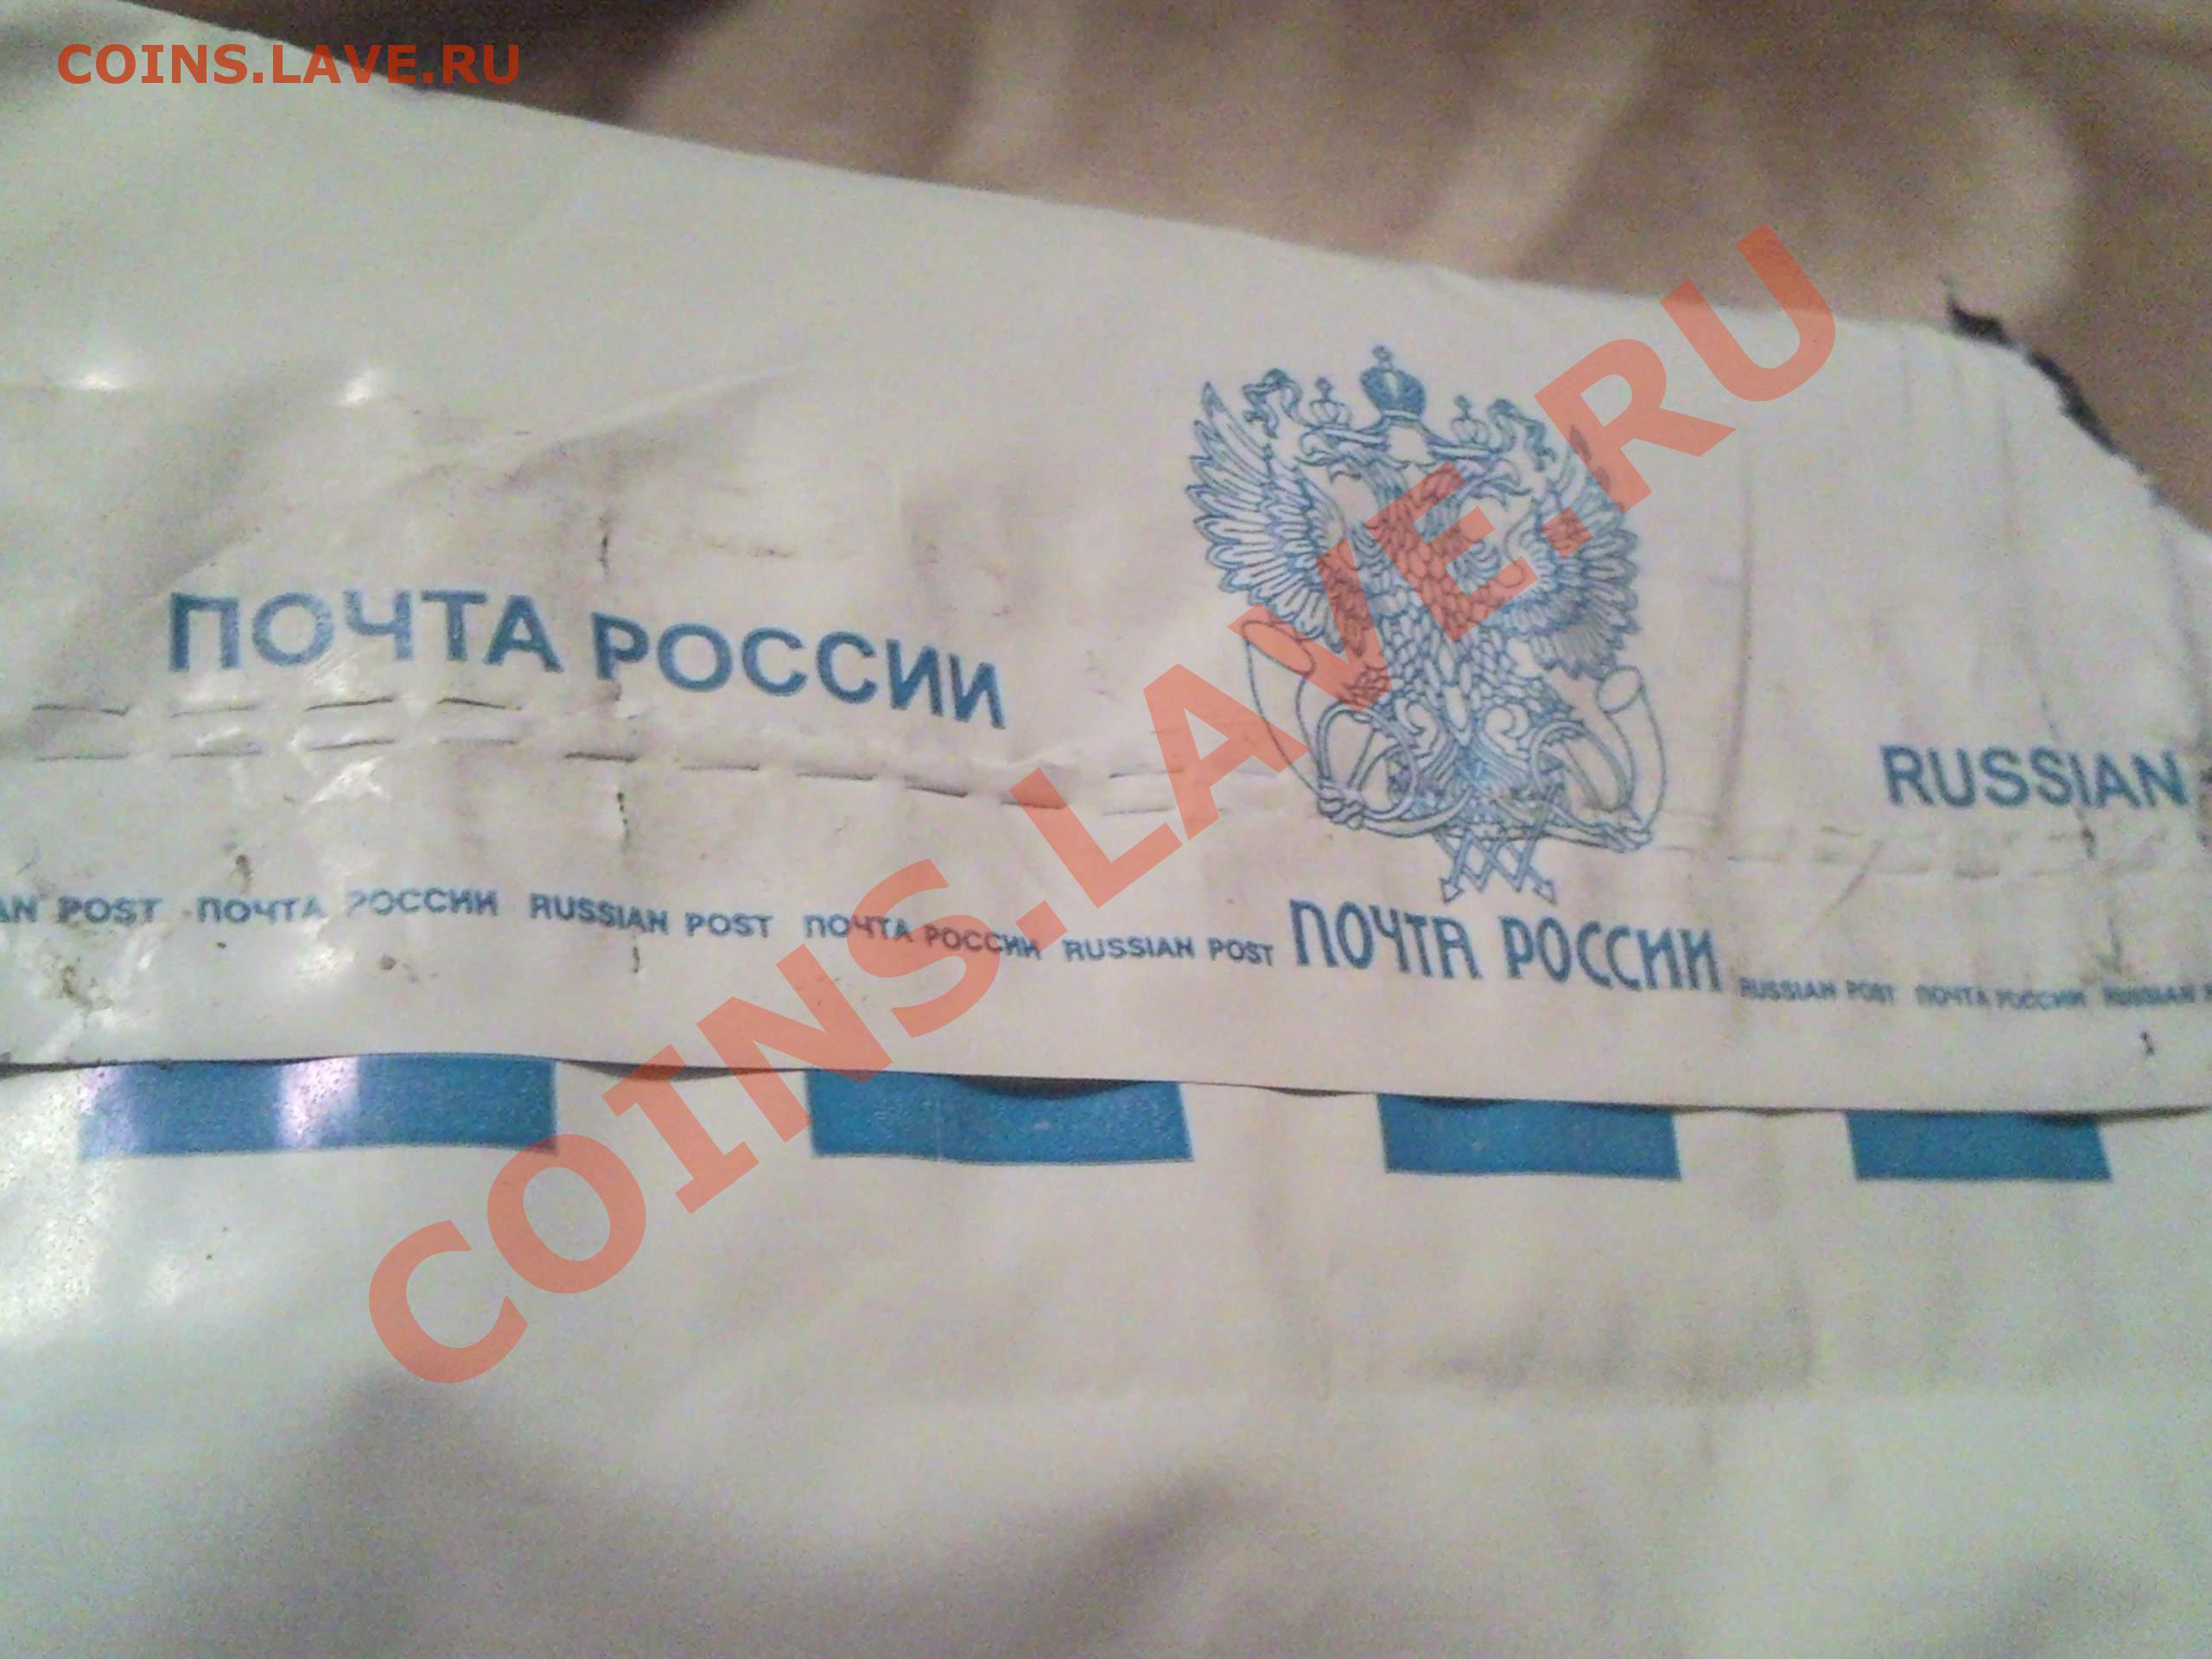 COINS.LAVE.RU
ПОЧТА РОССИИ
RUSSIAN
POST ПОЧТА РОССИИ RUSSIAN POST ПОЧТА РОССИИ RUSSIAN POST ПОЧТА РОССИИ RUSSIAN POST ПОЧТА РОССИИ RUSSIAN
COINS.LAVE.RU